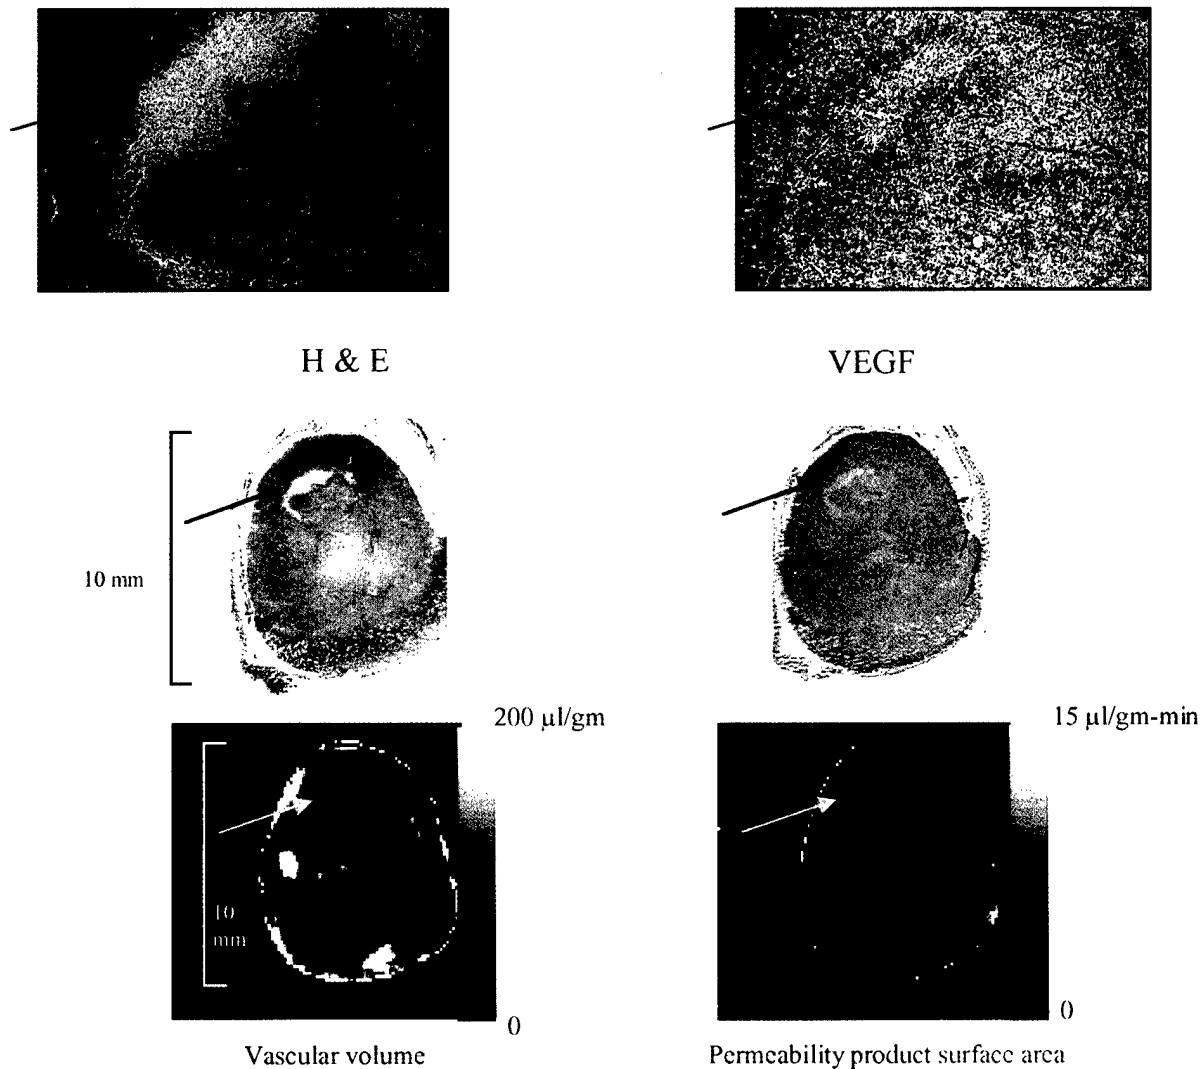 H & E
VEGF
10 mm
200 µl/gm
15 µl/gm-min
10
mm
0
0
Vascular volume
Permeability product surface area